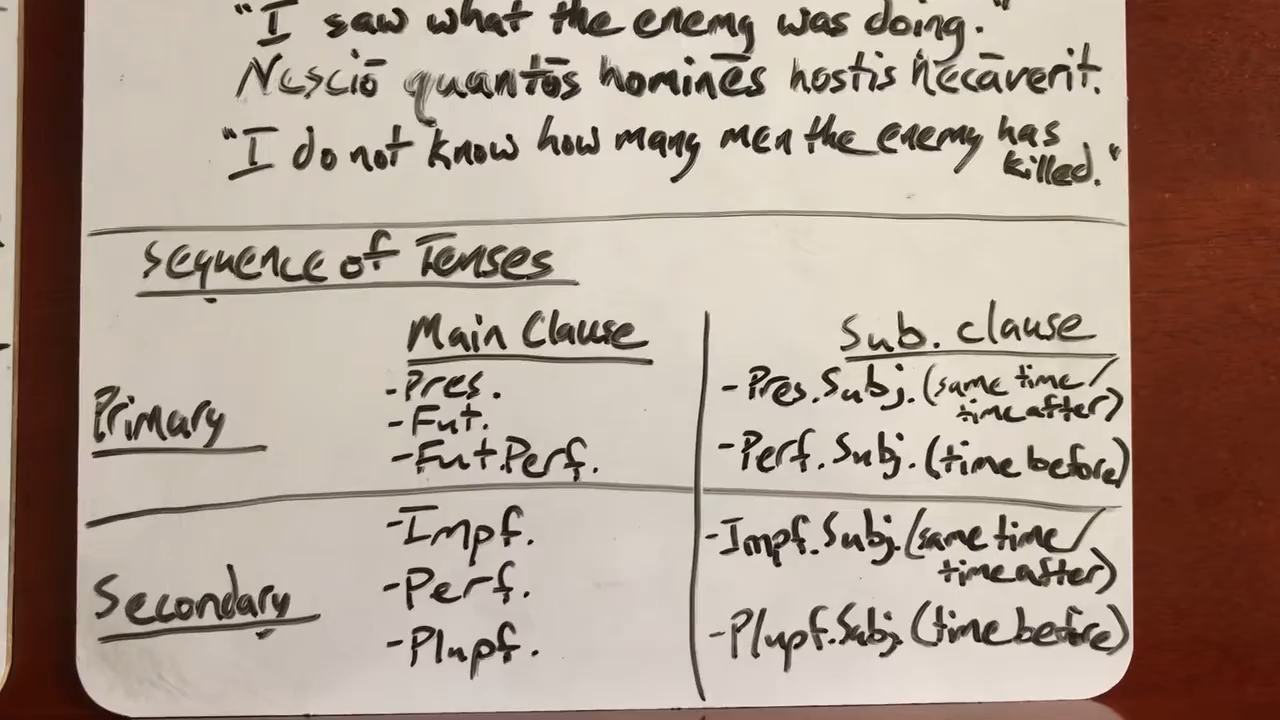 "I saw what the enemy was doing."
Nesciō quantōs hominēs hostis necāverit.
"I do not know how many men the enemy has
killed."
Sequence of Tenses
Main Clause
Sub. clause
Primary
-Pres.
-Fut.
-Fut.Perf.
-Pres.Subj.(same time/
time after)
-Perf.Subj.(time before)
Secondary
-Impf.
-Perf.
-Plupf.
-Impf.Subj.(same time/
time after)
-Plupf.Subj.(time before)